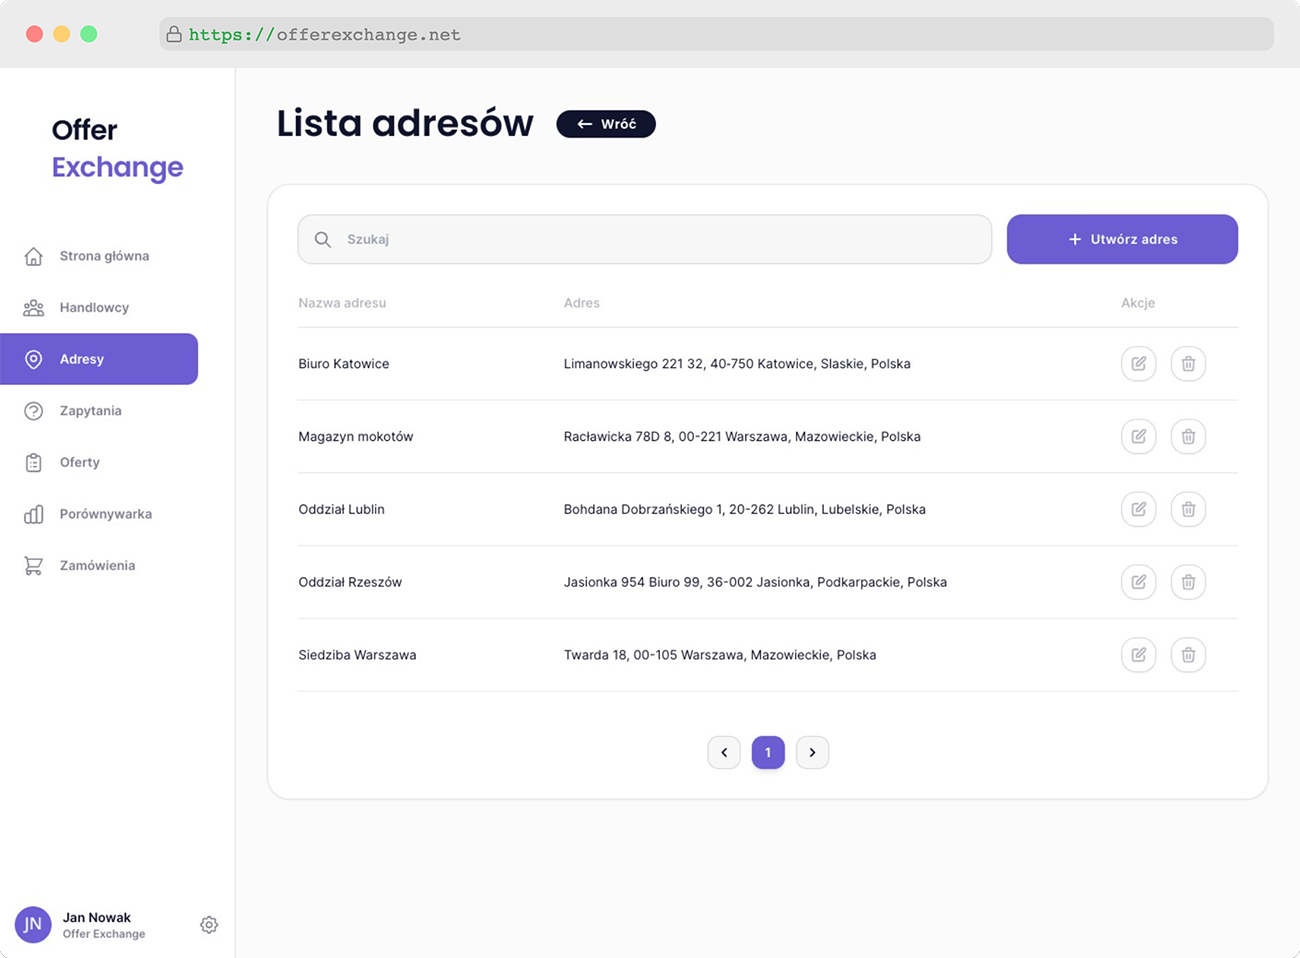 https://offerexchange.net
Offer
Exchange
Strona główna
Handlowcy
Adresy
Zapytania
Oferty
Porównywarka
Zamówienia
JN
Jan Nowak
Offer Exchange
Lista adresów
Wróć
Szukaj
Utwórz adres
Nazwa adresu Adres Akcje
Biuro Katowice Limanowskiego 221 32, 40-750 Katowice, Slaskie, Polska
Magazyn mokotów Racławicka 78D 8, 00-221 Warszawa, Mazowieckie, Polska
Oddział Lublin Bohdana Dobrzańskiego 1, 20-262 Lublin, Lubelskie, Polska
Oddział Rzeszów Jasionka 954 Biuro 99, 36-002 Jasionka, Podkarpackie, Polska
Siedziba Warszawa Twarda 18, 00-105 Warszawa, Mazowieckie, Polska
1